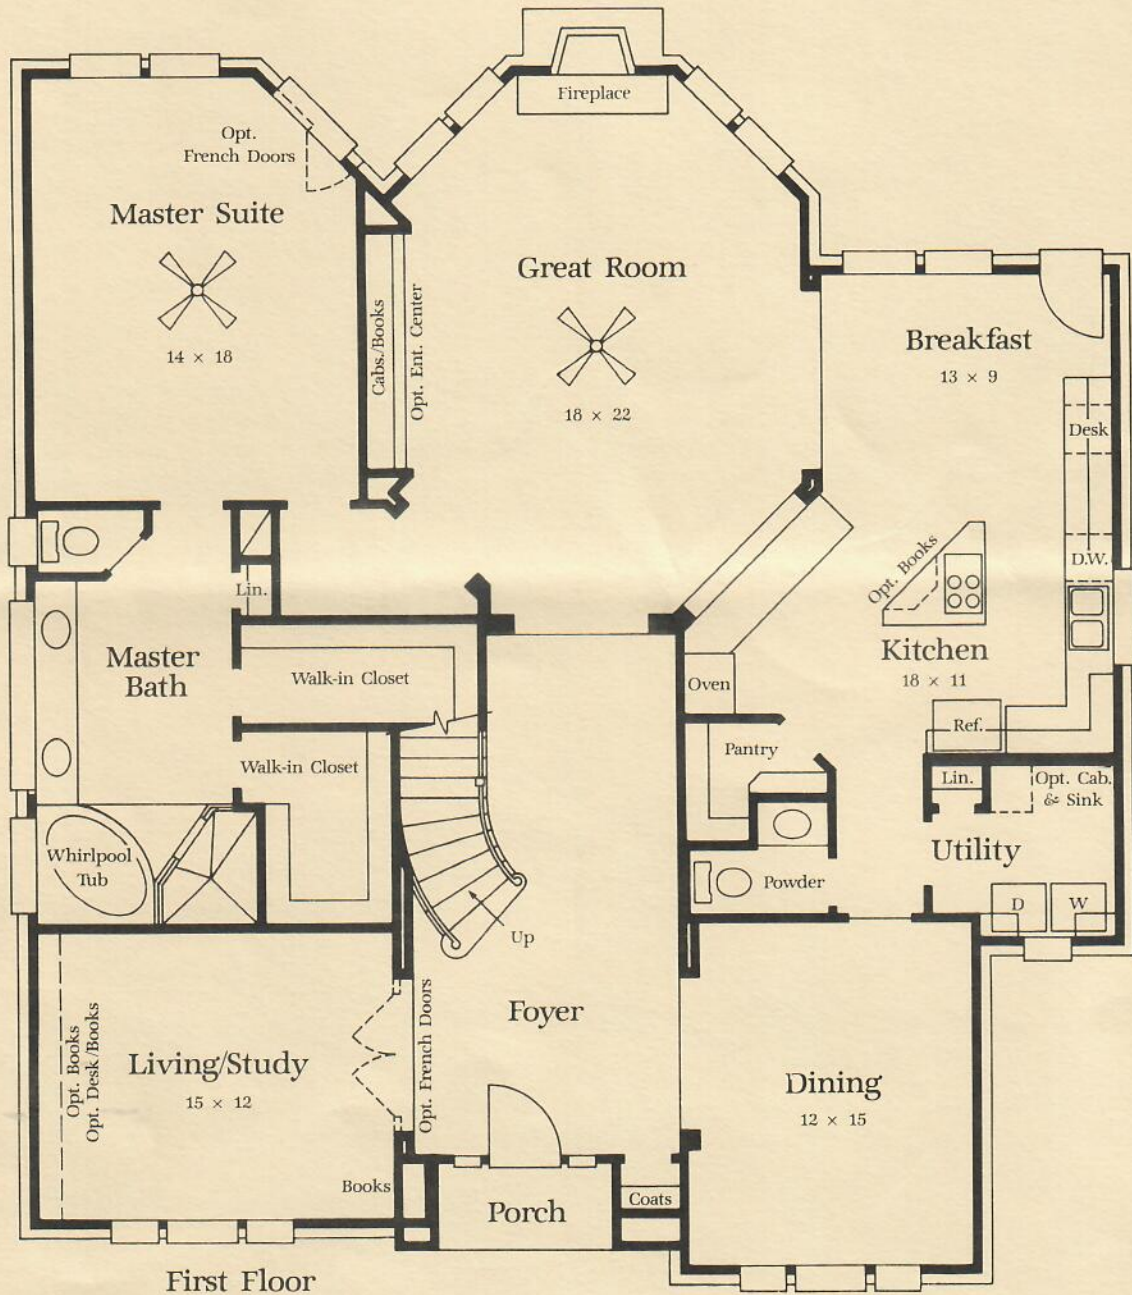 Fireplace
Opt.
French Doors
Master Suite
14 × 18
Cabs./Books
Opt. Ent. Center
Great Room
18 × 22
Breakfast
13 × 9
Desk
D.W.
Opt. Books
Kitchen
18 × 11
Oven
Ref.
Pantry
Lin.
Opt. Cab.
& Sink
Utility
D
W
Powder
Lin.
Master
Bath
Walk-in Closet
Walk-in Closet
Whirlpool
Tub
Up
Foyer
Opt. French Doors
Opt. Books
Opt. Desk/Books
Living/Study
15 × 12
Books
Dining
12 × 15
Porch
Coats
First Floor